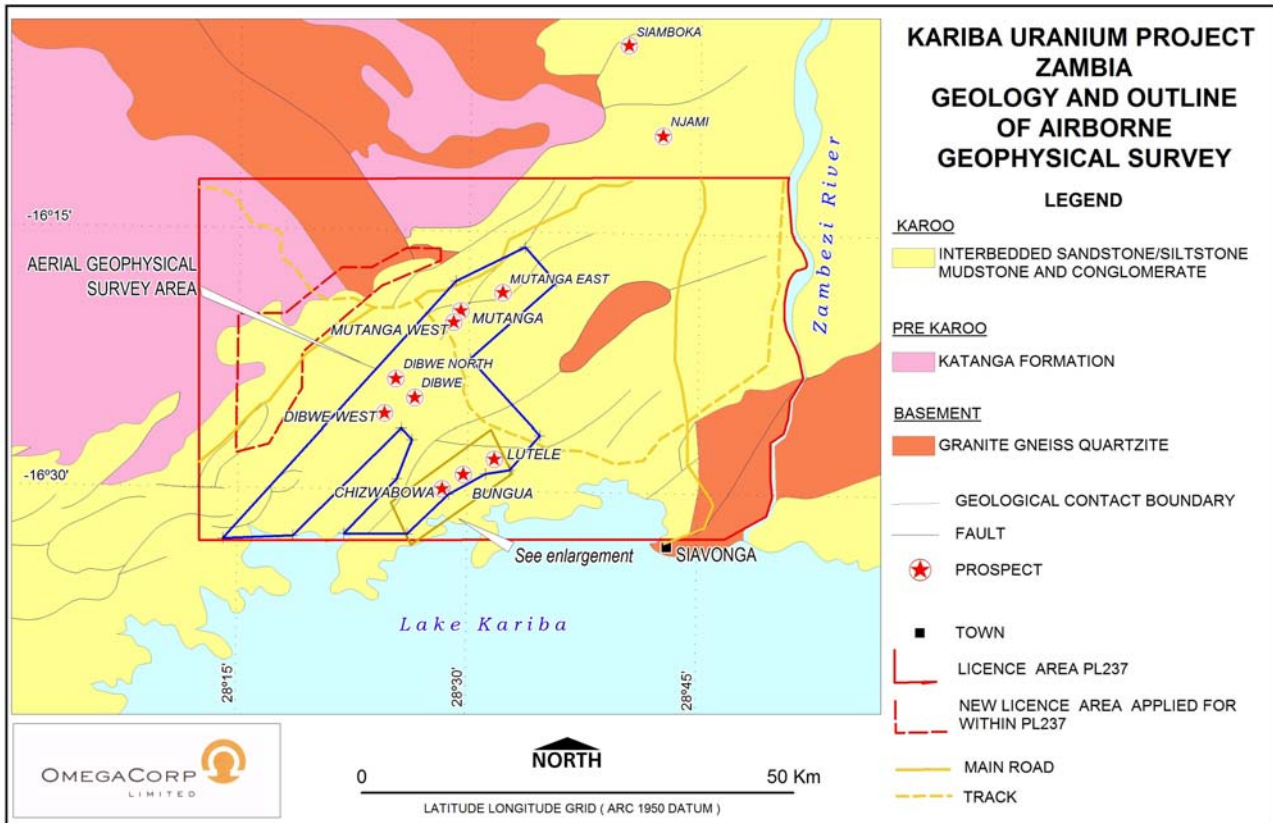 KARIBA URANIUM PROJECT
ZAMBIA
GEOLOGY AND OUTLINE
OF AIRBORNE
GEOPHYSICAL SURVEY
LEGEND
KAROO
INTERBEDDED SANDSTONE/SILTSTONE
MUDSTONE AND CONGLOMERATE
PRE KAROO
KATANGA FORMATION
BASEMENT
GRANITE GNEISS QUARTZITE
GEOLOGICAL CONTACT BOUNDARY
FAULT
PROSPECT
TOWN
LICENCE AREA PL237
NEW LICENCE AREA APPLIED FOR
WITHIN PL237
MAIN ROAD
TRACK
SIAMBOKA
NJAMI
Zambezi River
-16º15'
AERIAL GEOPHYSICAL
SURVEY AREA
MUTANGA EAST
MUTANGA
MUTANGA WEST
DIBWE NORTH
DIBWE
DIBWE WEST
LUTELE
-16º30'
CHIZWABOWA
BUNGUA
See enlargement
SIAVONGA
Lake Kariba
28º15'
28º30'
28º45'
OMEGACORP
LIMITED
NORTH
0
50 Km
LATITUDE LONGITUDE GRID ( ARC 1950 DATUM )